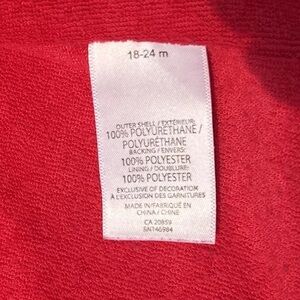 18-24 m
OUTER SHELL / EXTÉRIEUR:
100% POLYURETHANE /
POLYURÉTHANE
BACKING / ENVERS:
100% POLYESTER
LINING / DOUBLURE:
100% POLYESTER
EXCLUSIVE OF DECORATION
À L'EXCLUSION DES GARNITURES
MADE IN/FABRIQUÉ EN
CHINA / CHINE
CA 20859
RN146984